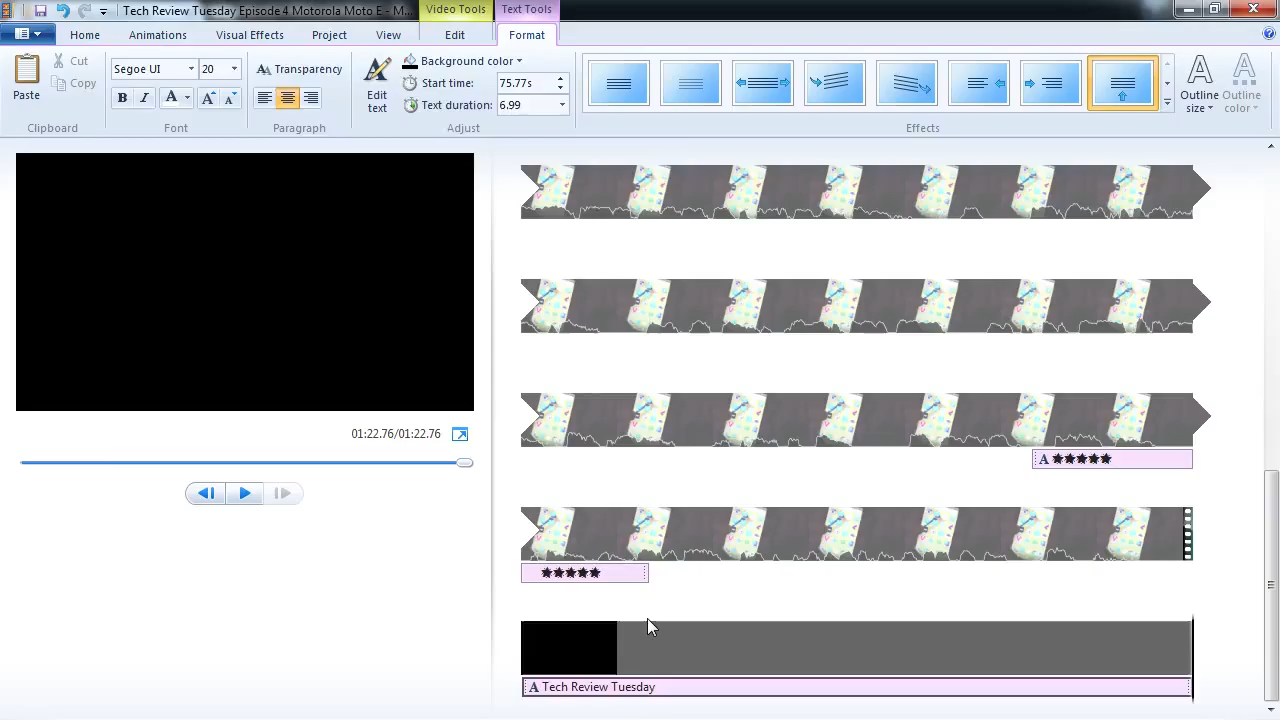 Tech Review Tuesday Episode 4 Motorola Moto E - M...
Video Tools
Text Tools
Home
Animations
Visual Effects
Project
View
Edit
Format
Paste
Cut
Copy
Clipboard
Segoe UI
20
Transparency
B I A A A
Font
Paragraph
Edit text
Background color
Start time: 75.77s
Text duration: 6.99
Adjust
Effects
Outline size
Outline color
01:22.76/01:22.76
A ★★★★★
★★★★★
A Tech Review Tuesday